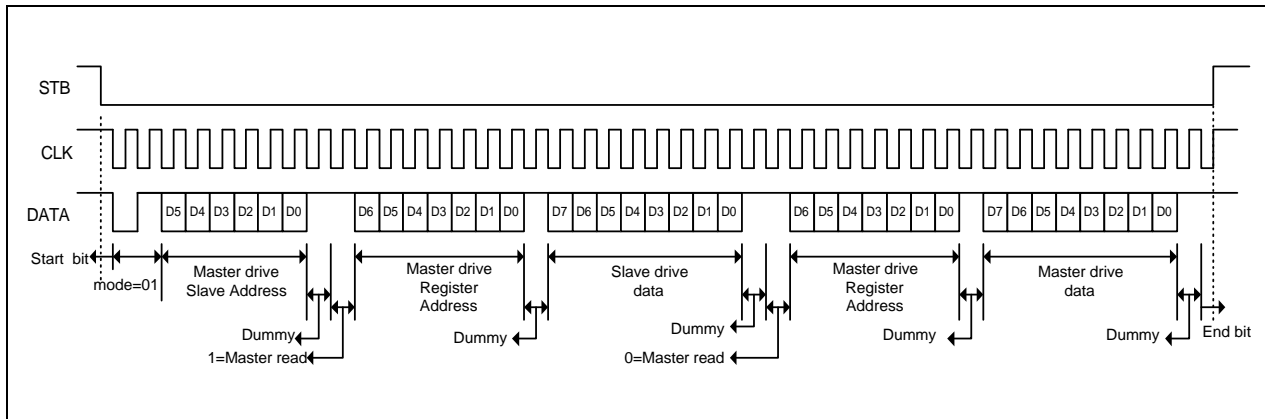 STB
CLK
DATA
D5 D4 D3 D2 D1 D0 D6 D5 D4 D3 D2 D1 D0 D7 D6 D5 D4 D3 D2 D1 D0 D6 D5 D4 D3 D2 D1 D0 D7 D6 D5 D4 D3 D2 D1 D0
Start bit
mode=01
Master drive
Slave Address
Dummy
1=Master read
Master drive
Register
Address
Dummy
Slave drive
data
Dummy
0=Master read
Master drive
Register
Address
Dummy
Master drive
data
Dummy
End bit